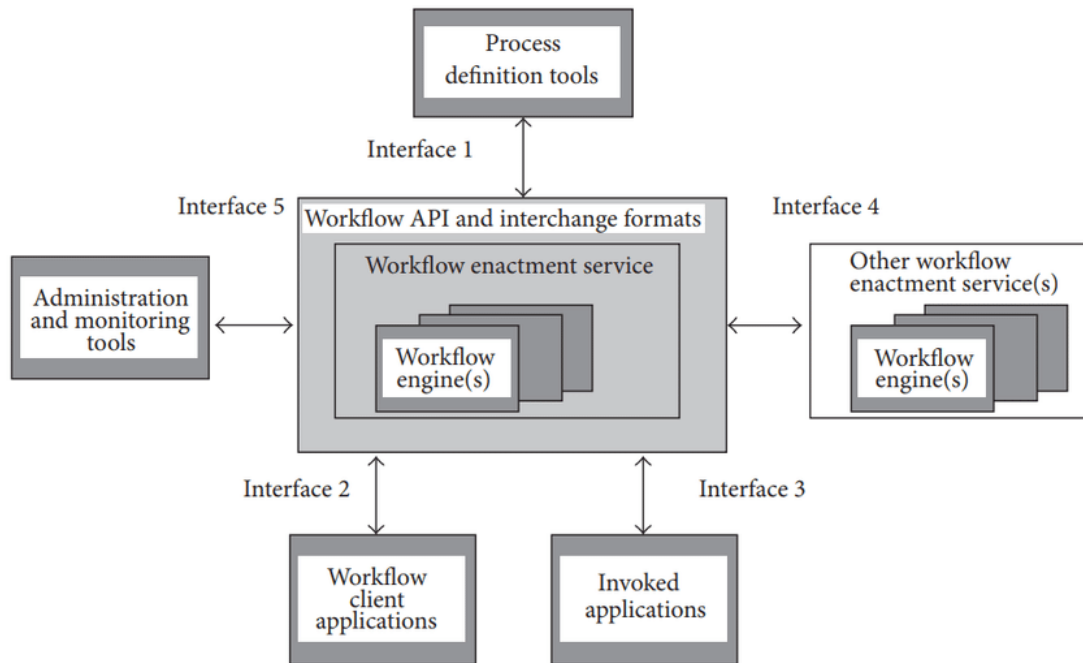 Process
definition tools
Interface 1
Interface 5
Workflow API and interchange formats
Interface 4
Workflow enactment service
Other workflow
enactment service(s)
Administration
and monitoring
tools
Workflow
engine(s)
Workflow
engine(s)
Interface 2
Interface 3
Workflow
client
applications
Invoked
applications